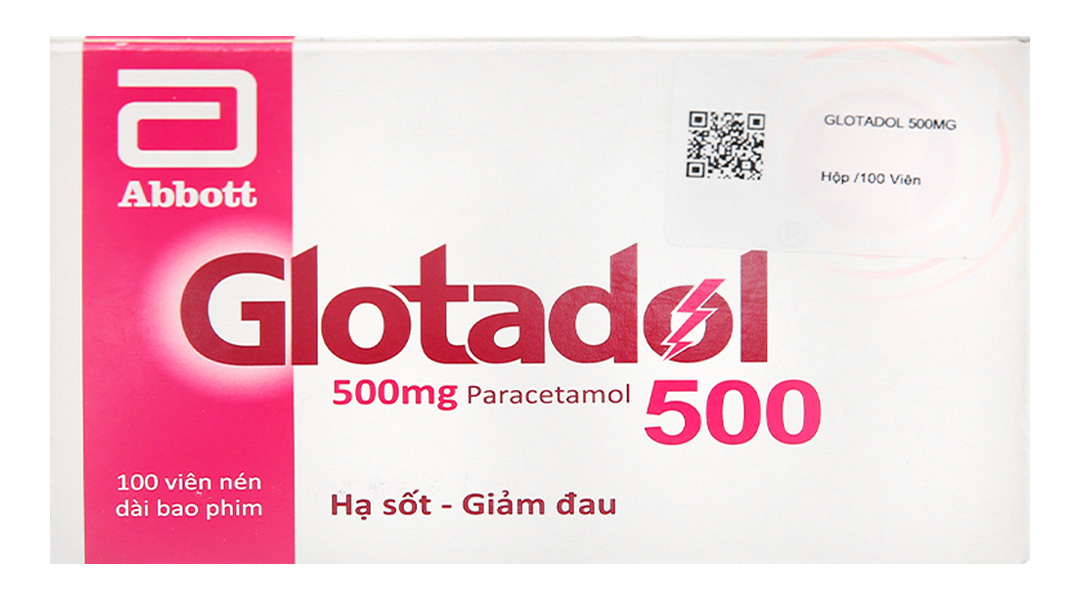 Abbott
GLOTADOL 500MG
Hộp /100 Viên
®
Glotadol
500mg Paracetamol 500
100 viên nén
dài bao phim
Hạ sốt - Giảm đau